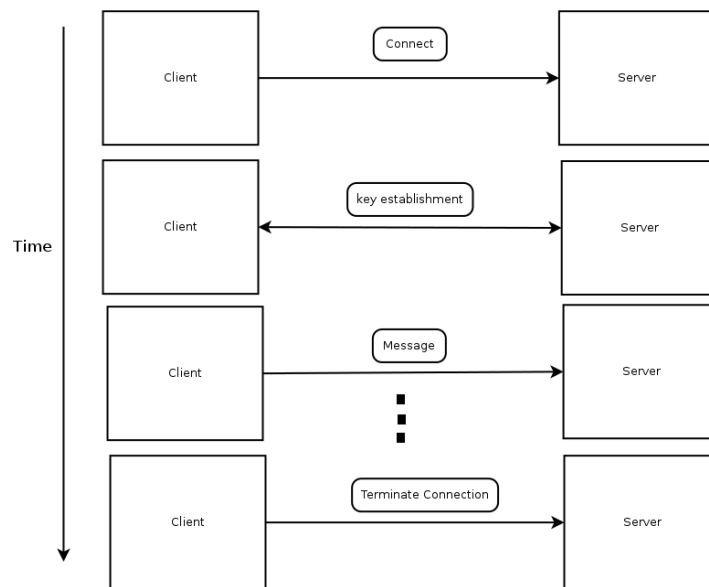 Connect
Client
Server
key establishment
Client
Server
Time
Message
Client
Server
Terminate Connection
Client
Server